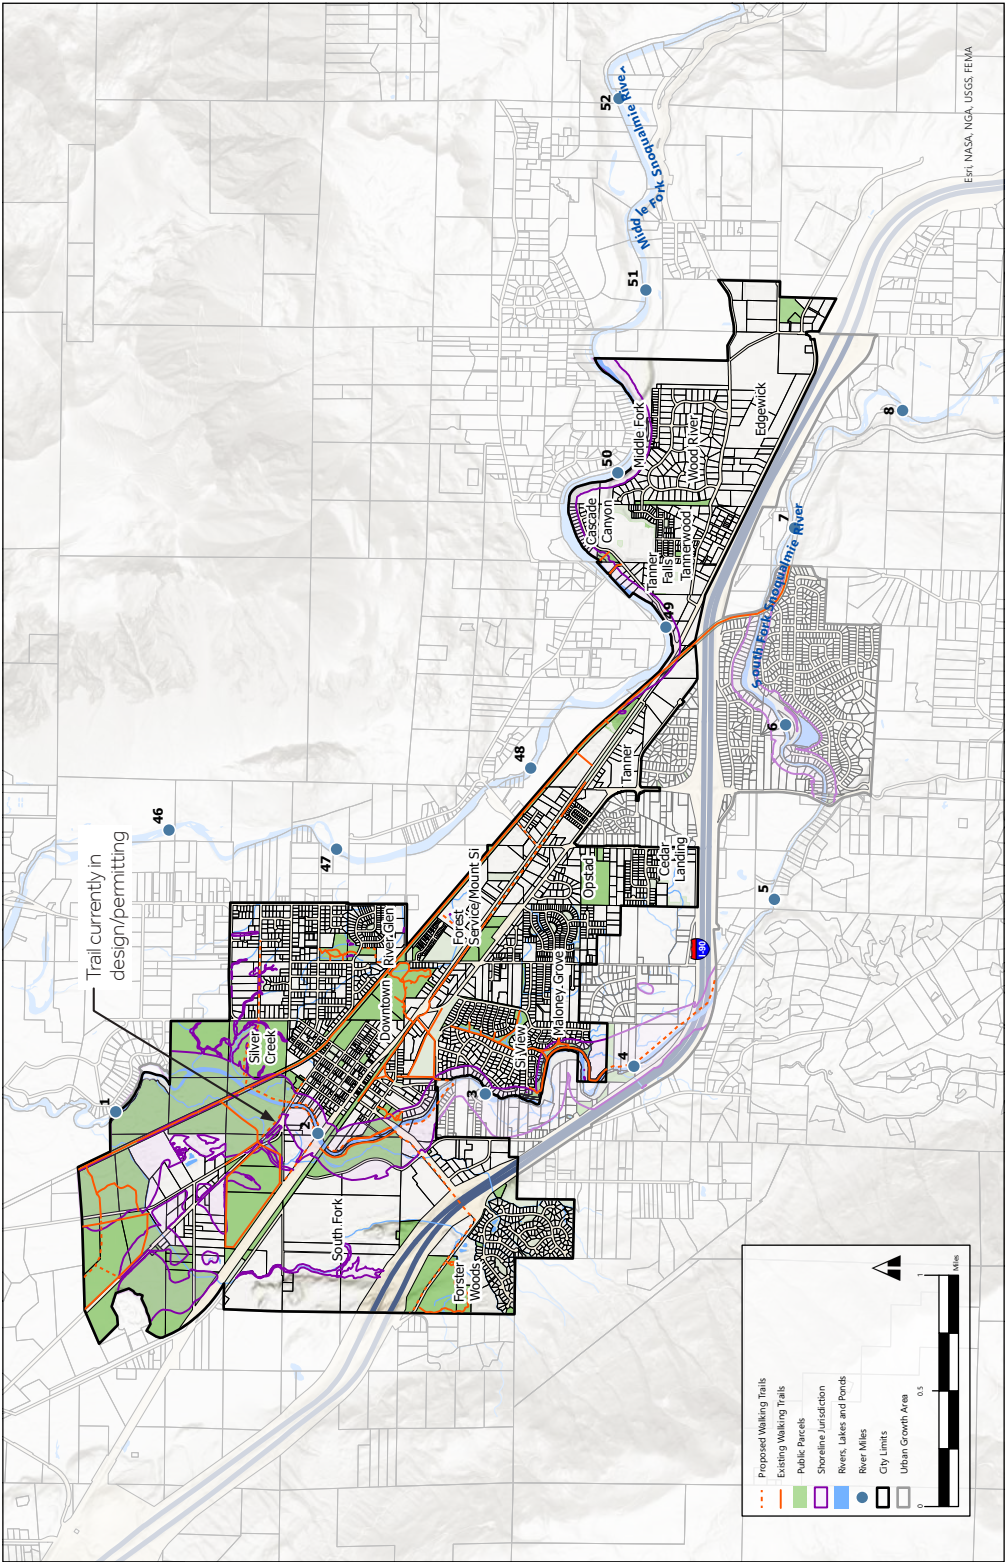 Trail currently in
design/permitting
46
47
48
49
50
51
52
1
2
3
4
5
6
7
8
Middle Fork Snoqualmie River
South Fork Snoqualmie River
Silver
Creek
River Glen
Downtown
Forest
Service/Mount Si
Si View
Maloney Grove
Opstad
Cedar
Landing
Tanner
Tanner
Falls
Tannerwood
Cascade
Canyon
Middle Fork
Wood River
Edgewick
South Fork
Forster
Woods
I-90
Proposed Walking Trails
Existing Walking Trails
Public Parcels
Shoreline Jurisdiction
Rivers, Lakes and Ponds
River Miles
City Limits
Urban Growth Area
0
0.5
1
Miles
Esri, NASA, NGA, USGS, FEMA